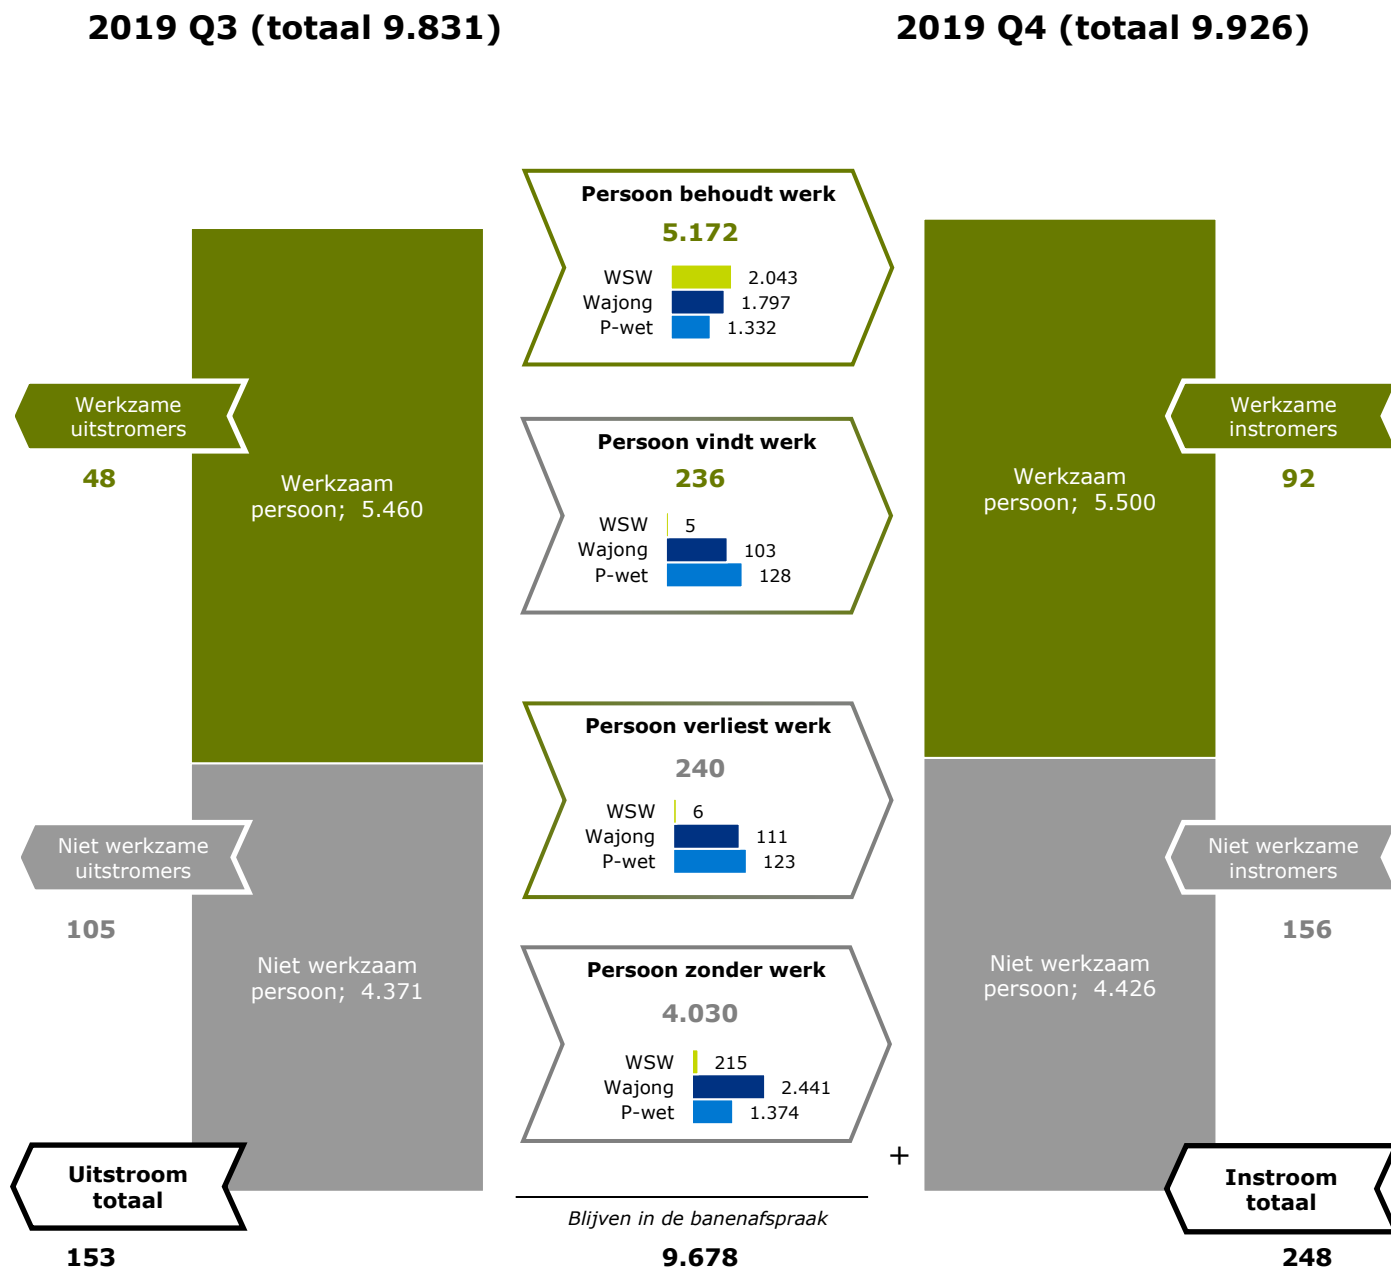 2019 Q3 (totaal 9.831)
2019 Q4 (totaal 9.926)
Persoon behoudt werk
5.172
WSW 2.043
Wajong 1.797
P-wet 1.332
Werkzame
uitstromers
48
Werkzaam
persoon; 5.460
Persoon vindt werk
236
WSW 5
Wajong 103
P-wet 128
Werkzaam
persoon; 5.500
Werkzame
instromers
92
Persoon verliest werk
240
WSW 6
Wajong 111
P-wet 123
Niet werkzame
uitstromers
105
Niet werkzaam
persoon; 4.371
Persoon zonder werk
4.030
WSW 215
Wajong 2.441
P-wet 1.374
Niet werkzaam
persoon; 4.426
Niet werkzame
instromers
156
+
Uitstroom
totaal
153
Blijven in de banenafspraak
9.678
Instroom
totaal
248